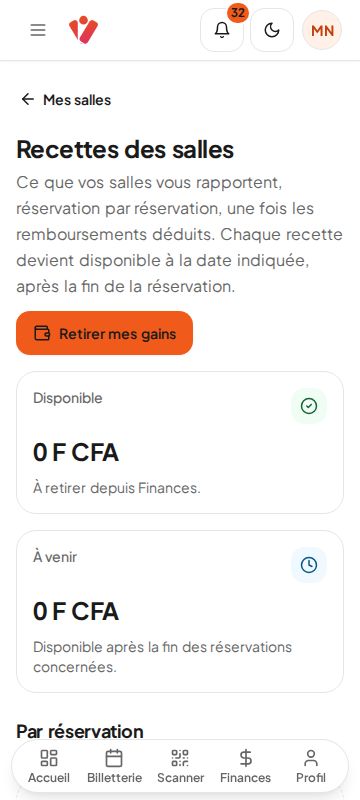 32
MN
Mes salles
Recettes des salles
Ce que vos salles vous rapportent,
réservation par réservation, une fois les
remboursements déduits. Chaque recette
devient disponible à la date indiquée,
après la fin de la réservation.
Retirer mes gains
Disponible
0 F CFA
À retirer depuis Finances.
À venir
0 F CFA
Disponible après la fin des réservations
concernées.
Par réservation
Accueil Billetterie Scanner Finances Profil